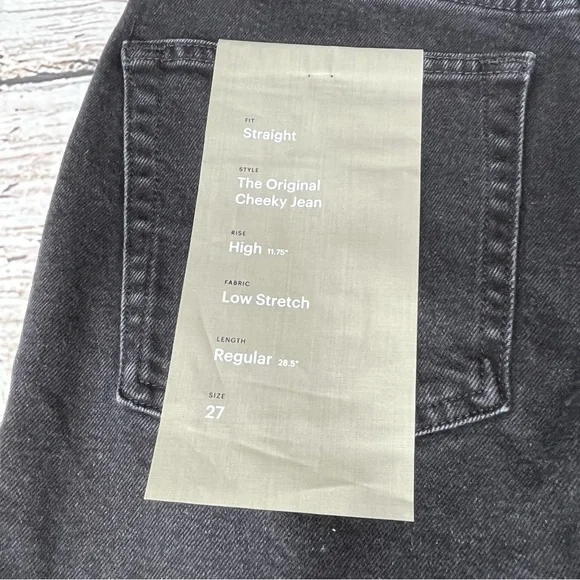 FIT
Straight
STYLE
The Original
Cheeky Jean
RISE
High 11.75"
FABRIC
Low Stretch
LENGTH
Regular 28.5"
SIZE
27